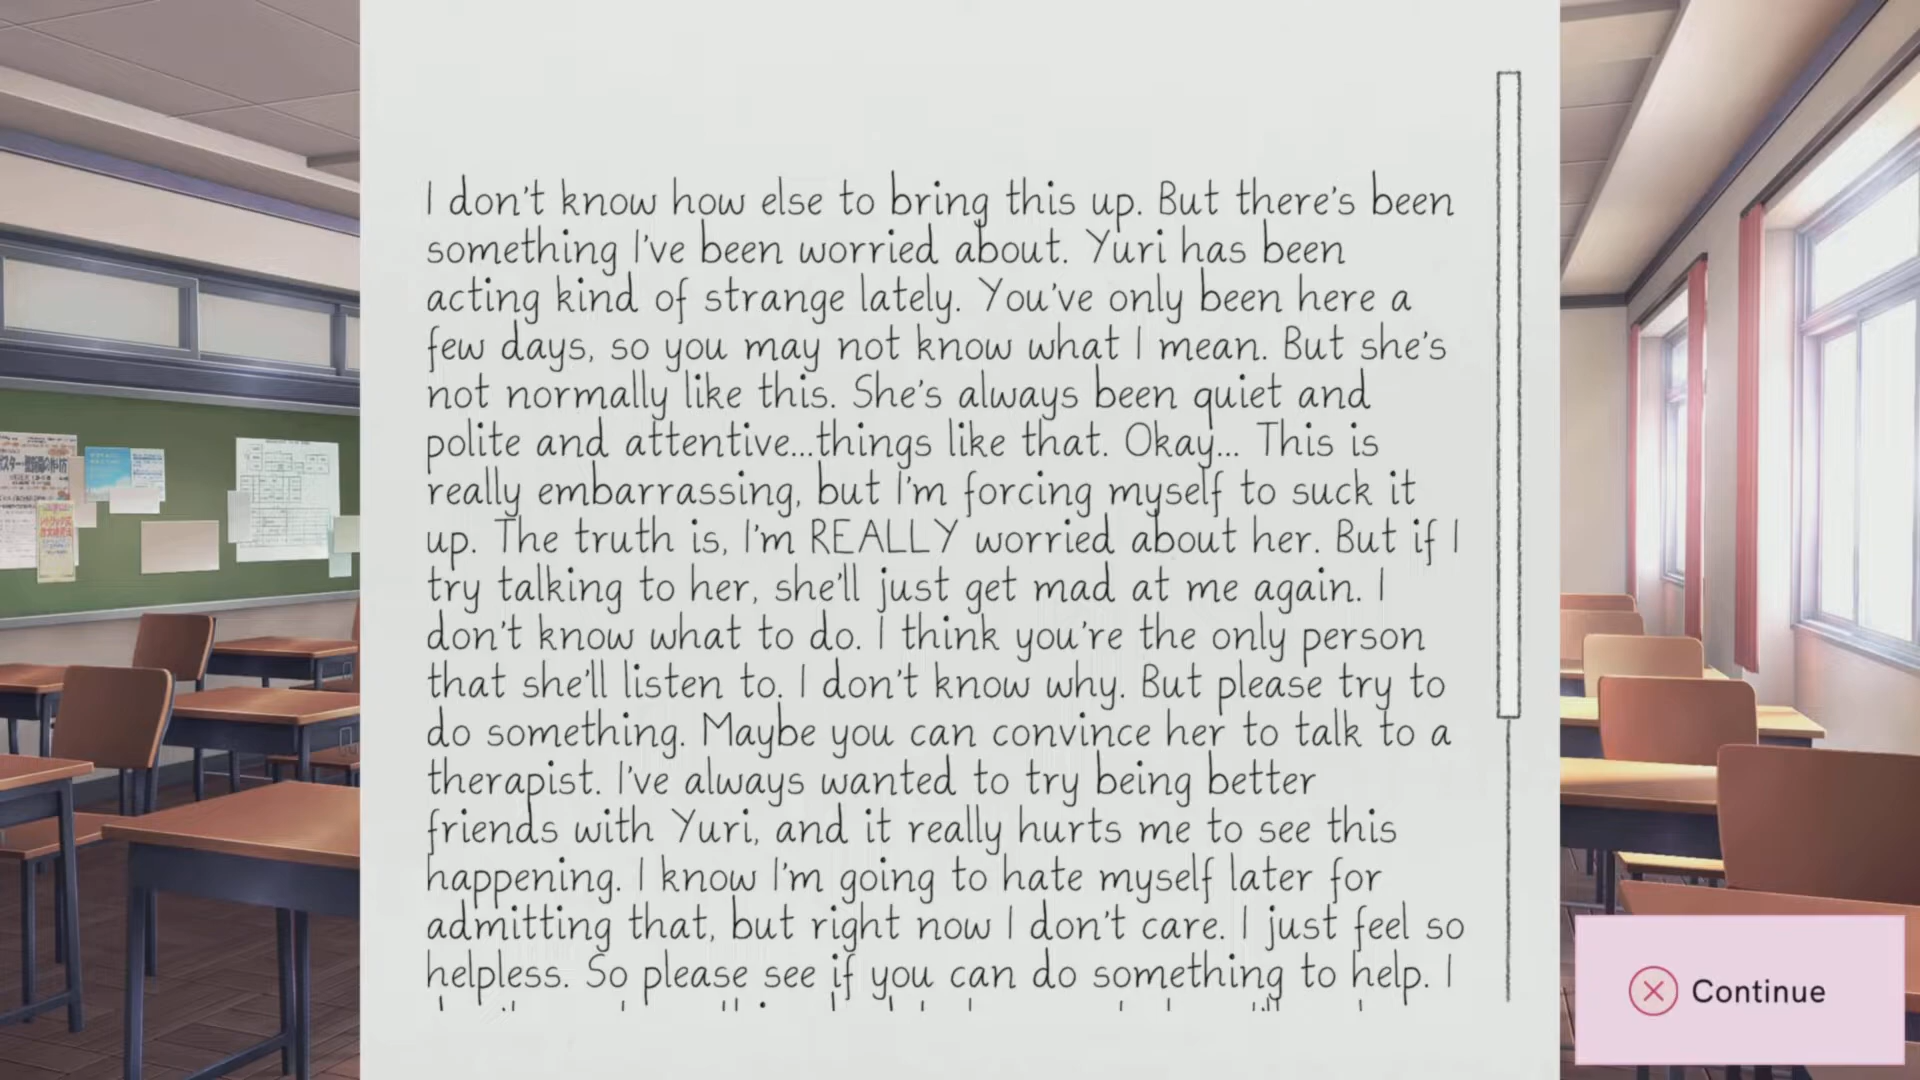 I don't know how else to bring this up. But there's been
something I've been worried about. Yuri has been
acting kind of strange lately. You've only been here a
few days, so you may not know what I mean. But she's
not normally like this. She's always been quiet and
polite and attentive...things like that. Okay... This is
really embarrassing, but I'm forcing myself to suck it
up. The truth is, I'm REALLY worried about her. But if I
try talking to her, she'll just get mad at me again. I
don't know what to do. I think you're the only person
that she'll listen to. I don't know why. But please try to
do something. Maybe you can convince her to talk to a
therapist. I've always wanted to try being better
friends with Yuri, and it really hurts me to see this
happening. I know I'm going to hate myself later for
admitting that, but right now I don't care. I just feel so
helpless. So please see if you can do something to help. I
Continue